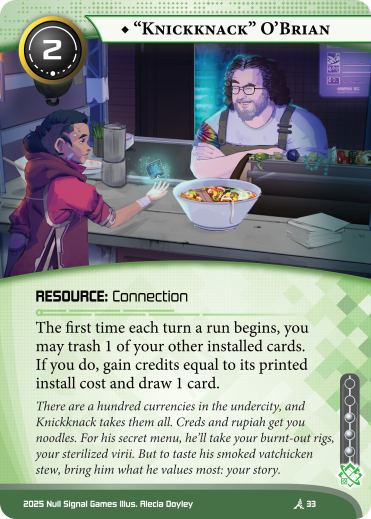 2
◆ “Knickknack” O’Brian
RESOURCE: Connection
The first time each turn a run begins, you
may trash 1 of your other installed cards.
If you do, gain credits equal to its printed
install cost and draw 1 card.
There are a hundred currencies in the undercity, and
Knickknack takes them all. Creds and rupiah get you
noodles. For his secret menu, he’ll take your burnt-out rigs,
your sterilized virii. But to taste his smoked vatchicken
stew, bring him what he values most: your story.
2025 Null Signal Games Illus. Alecia Doyley
33